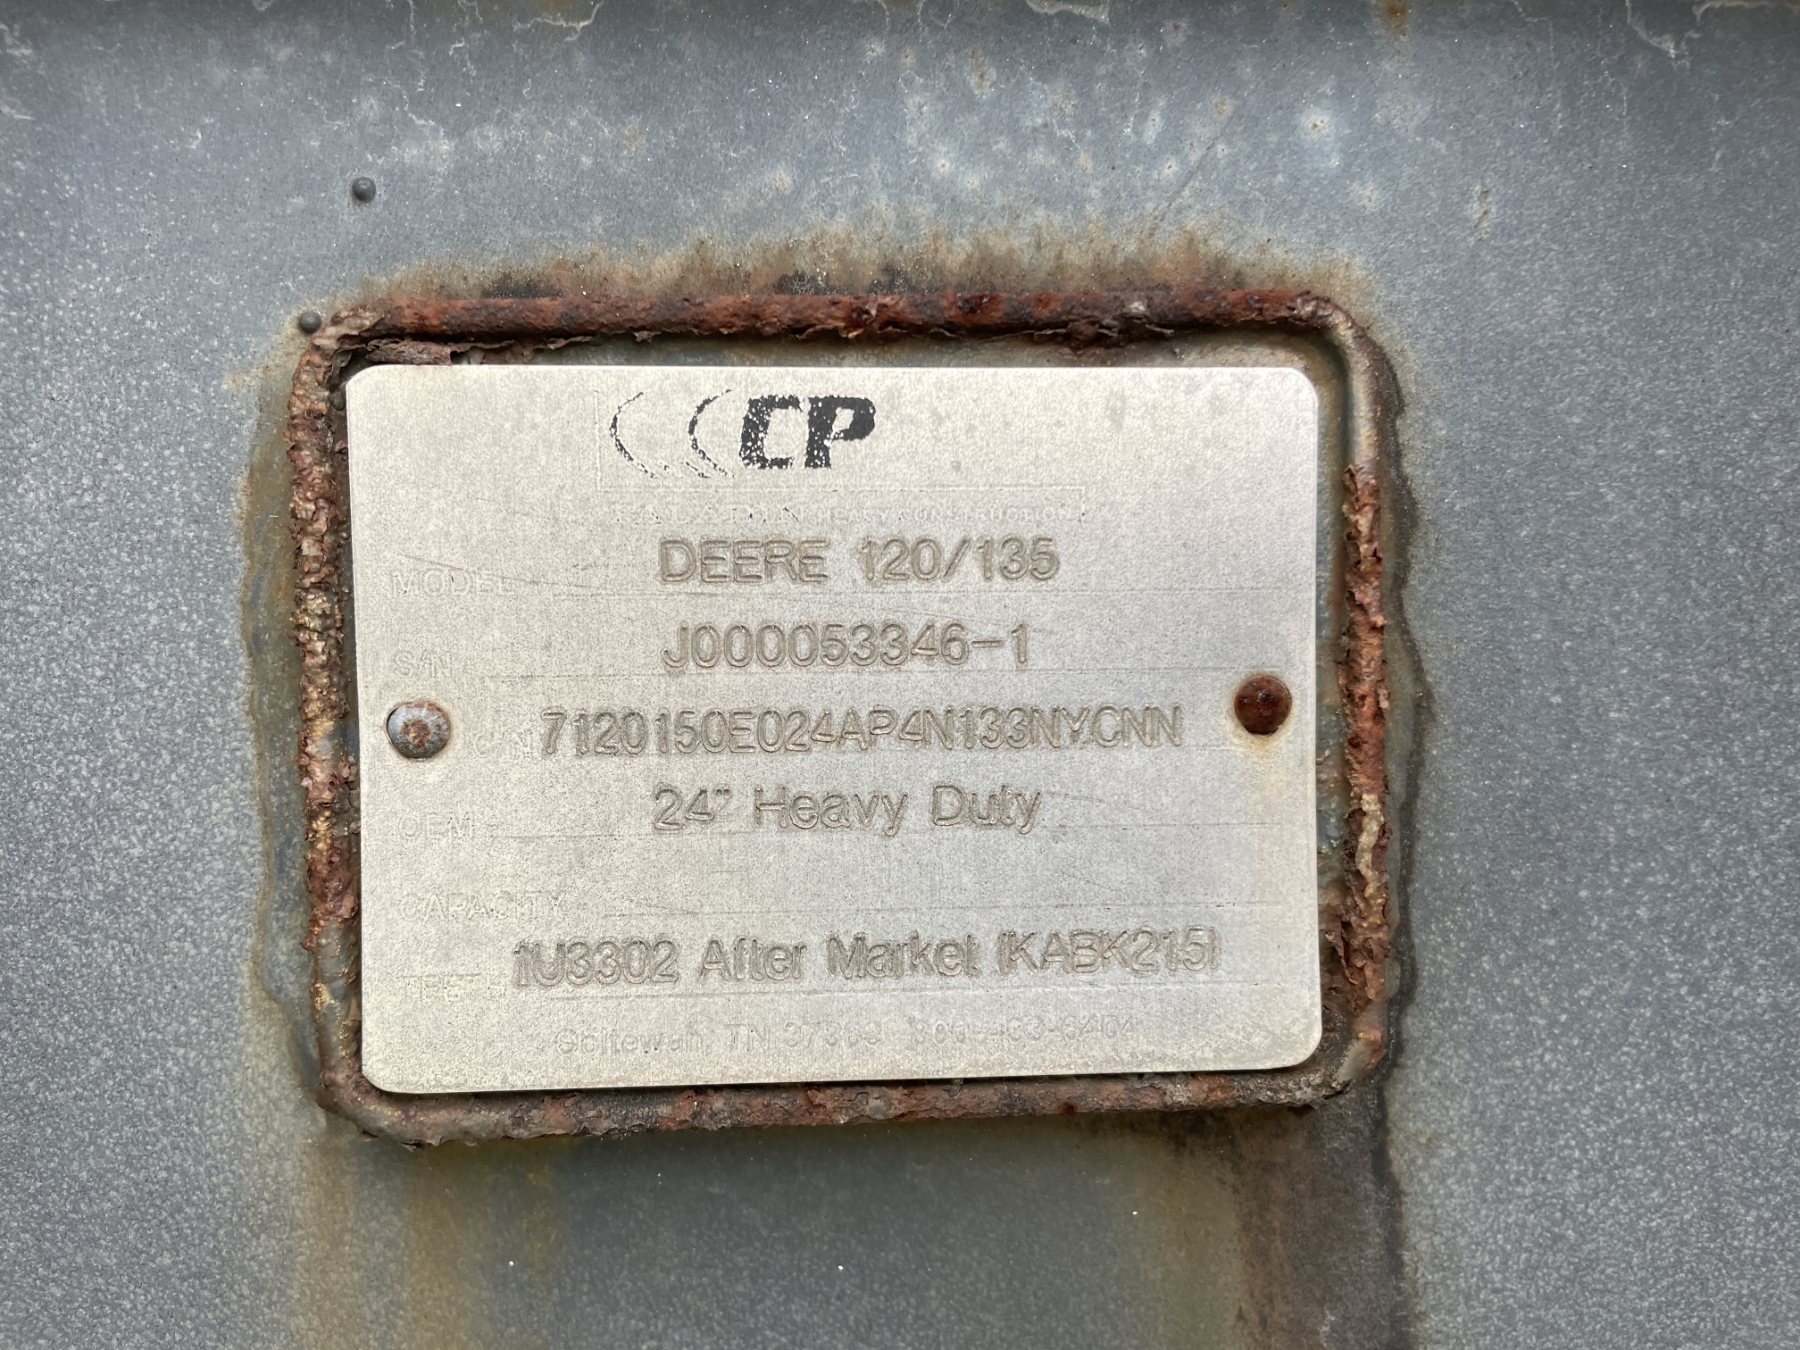 CP
DEERE 120/135
MODEL
J000053346-1
S/N
7120150E024AP4N133NYCNN
24" Heavy Duty
OEM
CAPACITY
1U3302 After Market (KABK215)
TEETH
Ooltewah, TN 37363